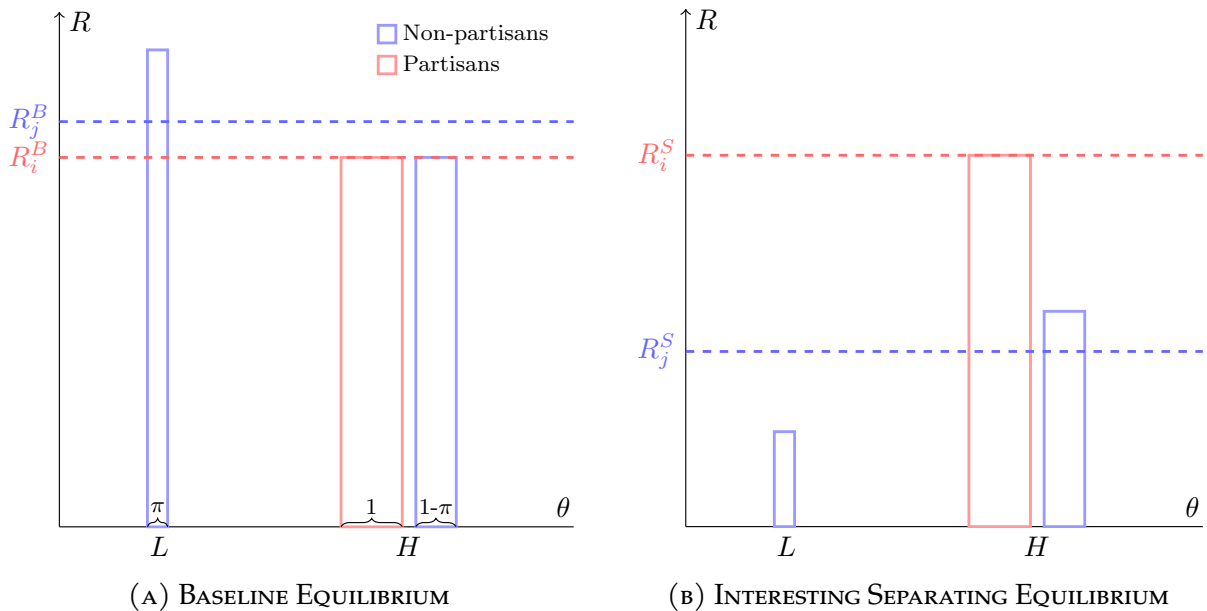 R
Non-partisans
Partisans
R_j^B
R_i^B
π
1
1-π
θ
L
H
(A) BASELINE EQUILIBRIUM
R
R_i^S
R_j^S
θ
L
H
(B) INTERESTING SEPARATING EQUILIBRIUM